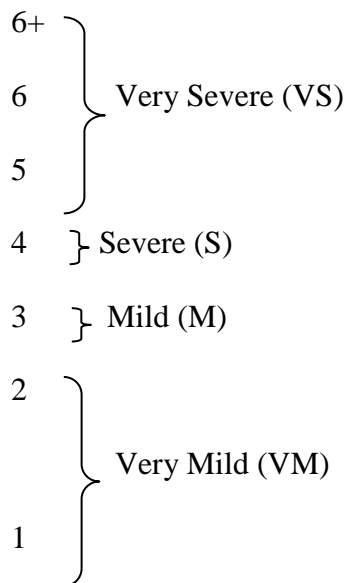 6+
6 Very Severe (VS)
5
4 Severe (S)
3 Mild (M)
2
Very Mild (VM)
1